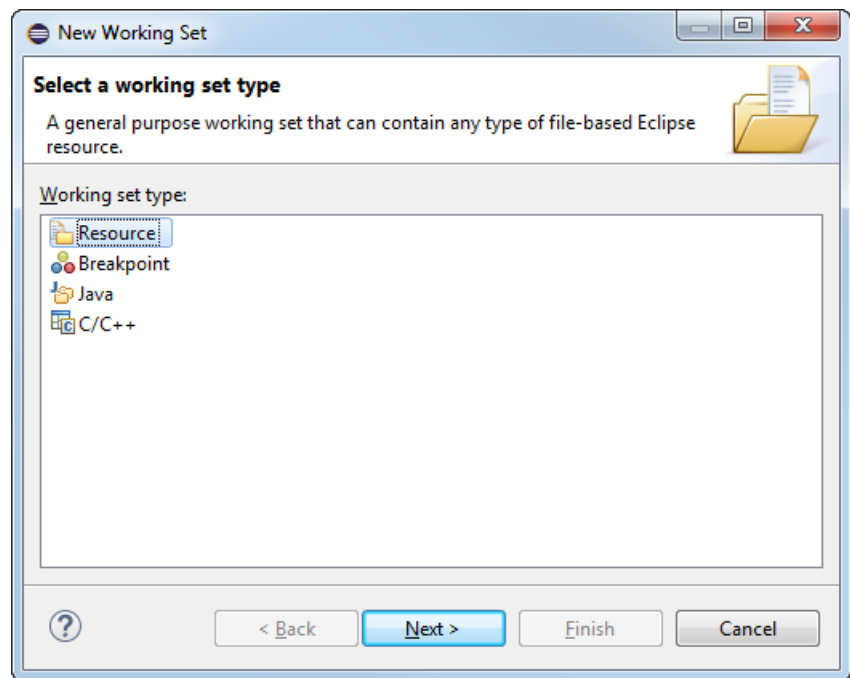 New Working Set
Select a working set type
A general purpose working set that can contain any type of file-based Eclipse
resource.
Working set type:
Resource
Breakpoint
Java
C/C++
< Back Next > Finish Cancel